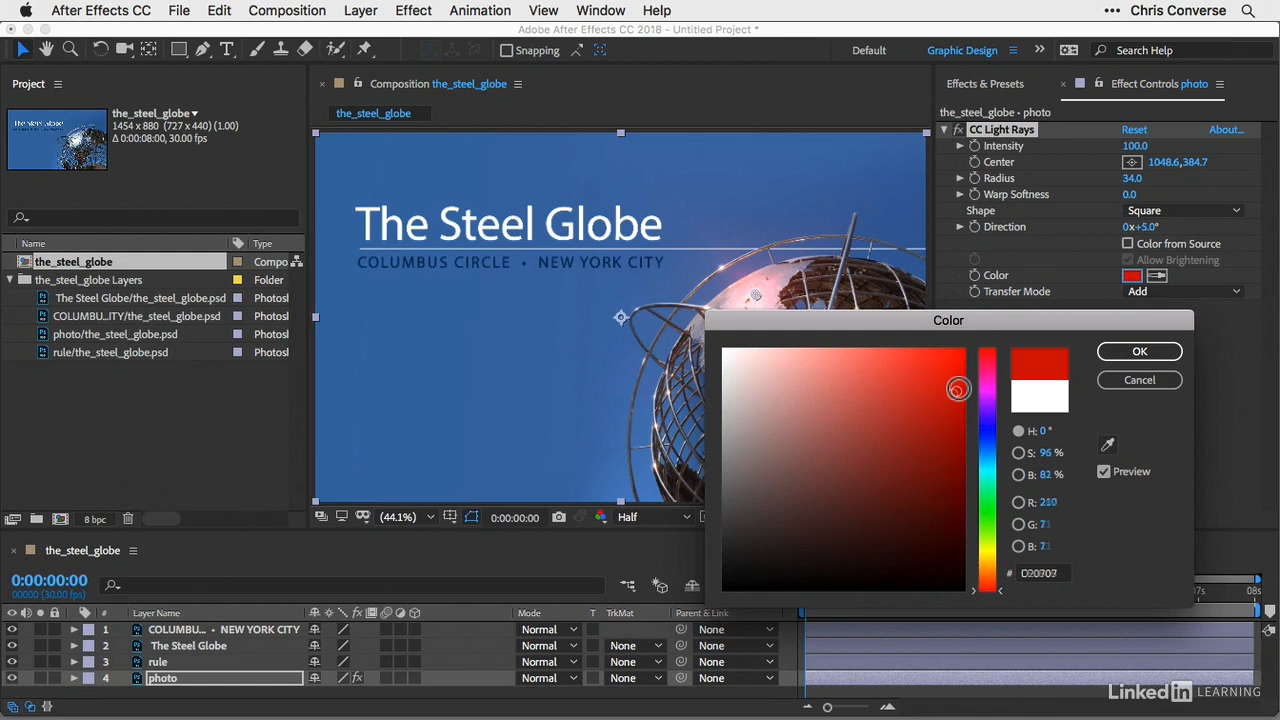 After Effects CC File Edit Composition Layer Effect Animation View Window Help ••• Chris Converse
Adobe After Effects CC 2018 - Untitled Project *
Snapping Default Graphic Design Search Help
Project
the_steel_globe
1454 x 880 (727 x 440) (1.00)
Δ 0:00:08:00, 30.00 fps
Name Type
the_steel_globe Compo
the_steel_globe Layers Folder
The Steel Globe/the_steel_globe.psd Photosl
COLUMBU...ITY/the_steel_globe.psd Photosl
photo/the_steel_globe.psd Photosl
rule/the_steel_globe.psd Photosl
8 bpc
Composition the_steel_globe
the_steel_globe
The Steel Globe
COLUMBUS CIRCLE • NEW YORK CITY
(44.1%) 0:00:00:00 Half
Effects & Presets Effect Controls photo
the_steel_globe • photo
fx CC Light Rays Reset About...
Intensity 100.0
Center 1048.6,384.7
Radius 34.0
Warp Softness 0.0
Shape Square
Direction 0x+5.0°
Color from Source
Allow Brightening
Color
Transfer Mode Add
Color
OK
Cancel
H: 0 °
S: 96 %
B: 82 %
Preview
R: 210
G: 7
B: 7
# D20707
the_steel_globe
0:00:00:00
00000 (30.00 fps)
# Layer Name Mode T TrkMat Parent & Link
07s 08s
1 COLUMBU... • NEW YORK CITY Normal None
2 The Steel Globe Normal None None
3 rule Normal None None
4 photo fx Normal None None
Linked in LEARNING